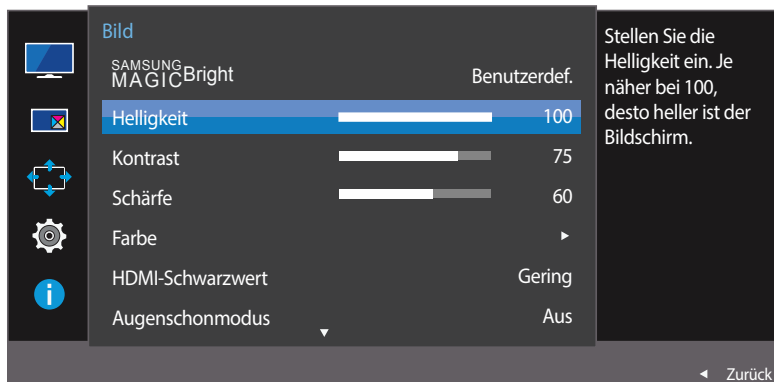 Bild
SAMSUNG
MAGICBright Benutzerdef.
Helligkeit 100
Kontrast 75
Schärfe 60
Farbe
HDMI-Schwarzwert Gering
Augenschonmodus Aus
Stellen Sie die
Helligkeit ein. Je
näher bei 100,
desto heller ist der
Bildschirm.
Zurück